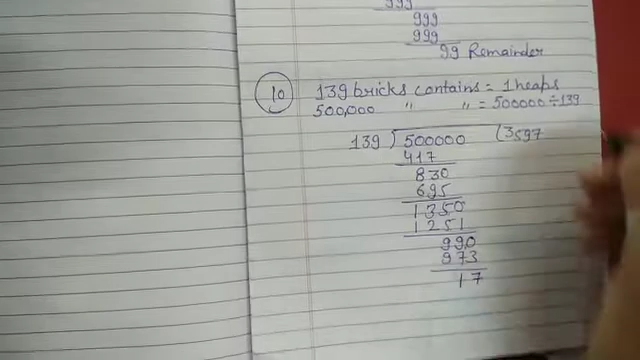 999
999
999
99 Remainder
10 139 bricks contains = 1 heaps
500,000 " " = 500000 ÷ 139
139 ) 500000 ( 3597
417
830
695
1350
1251
990
973
17